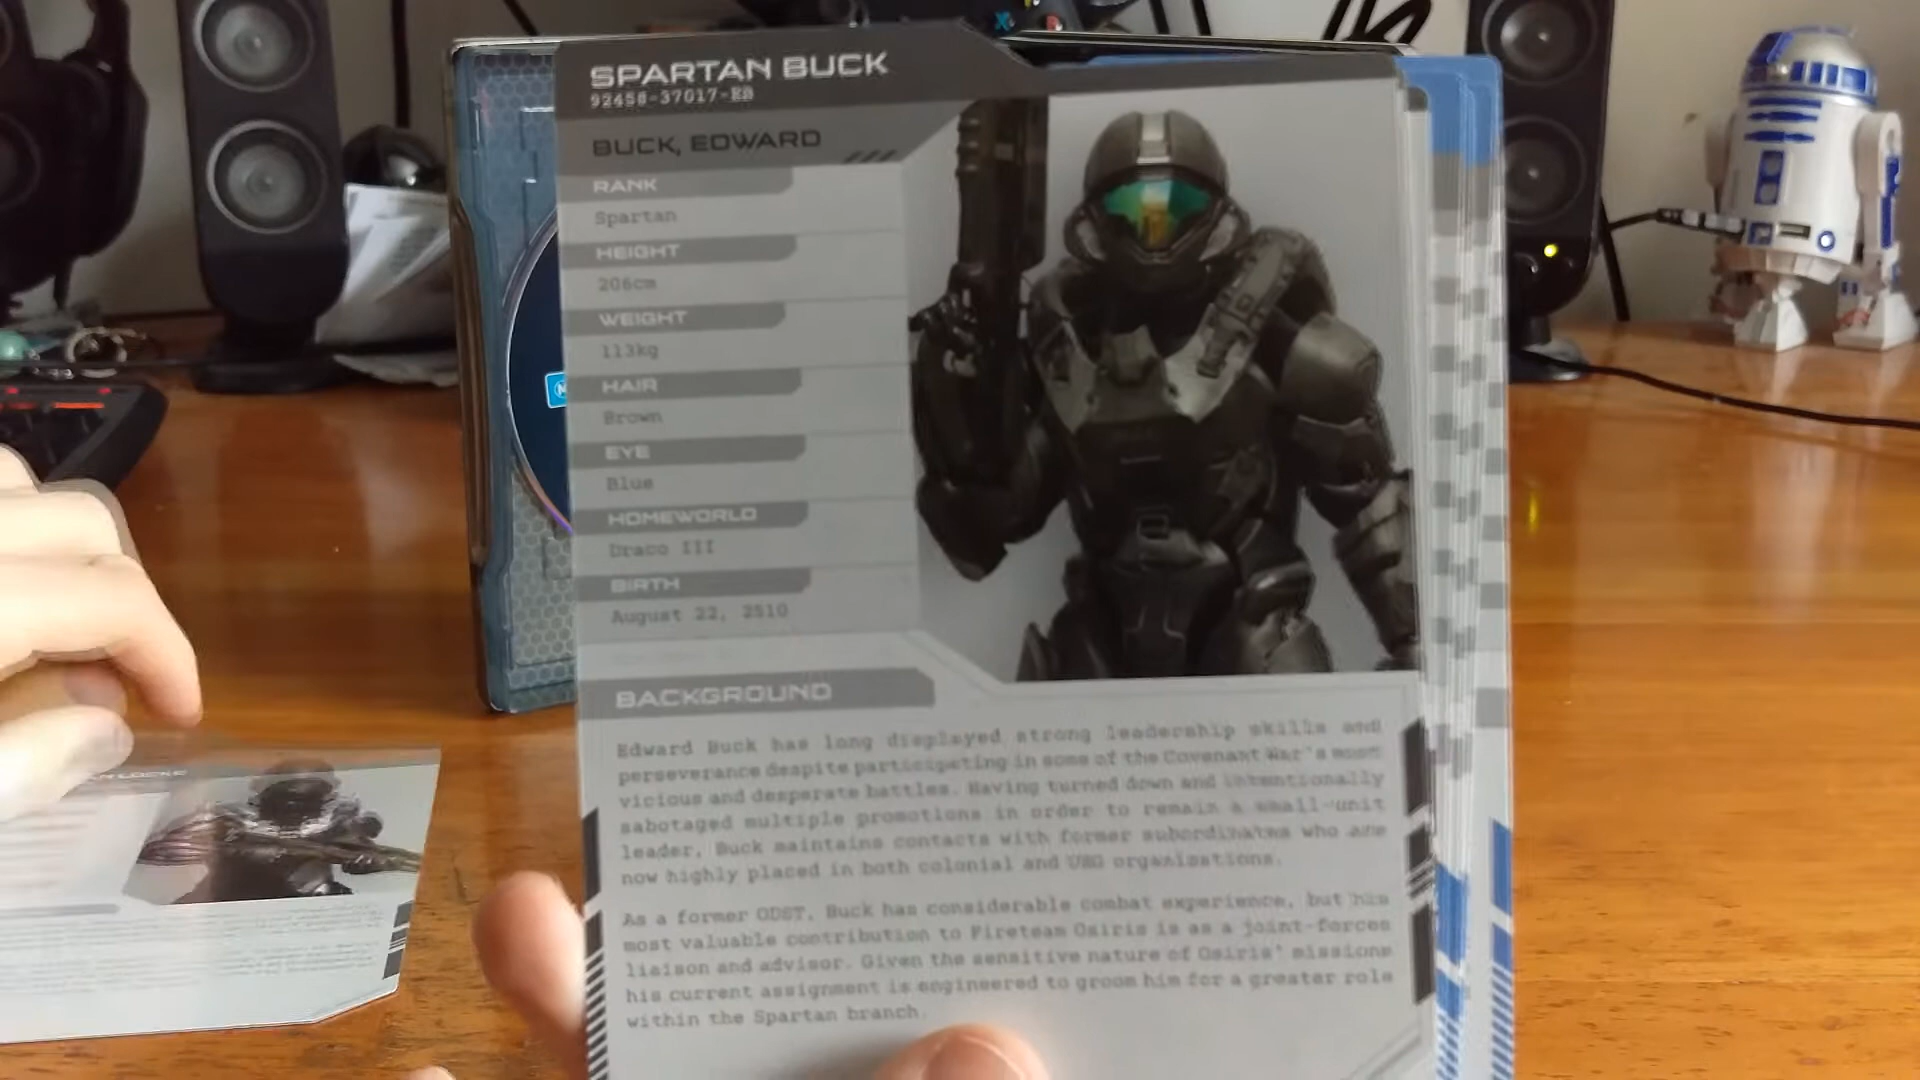 SPARTAN BUCK
92458-37017-EB
BUCK, EDWARD
RANK
Spartan
HEIGHT
206cm
WEIGHT
113kg
HAIR
Brown
EYE
Blue
HOMEWORLD
Draco III
BIRTH
August 22, 2510
BACKGROUND
Edward Buck has long displayed strong leadership skills and
perseverance despite participating in some of the Covenant War's most
vicious and desperate battles. Having turned down and intentionally
sabotaged multiple promotions in order to remain a small-unit
leader, Buck maintains contacts with former subordinates who are
now highly placed in both colonial and UEG organizations.
As a former ODST, Buck has considerable combat experience, but his
most valuable contribution to Fireteam Osiris is as a joint-forces
liaison and advisor. Given the sensitive nature of Osiris' missions
his current assignment is engineered to groom him for a greater role
within the Spartan branch.
LOCKE
X
B